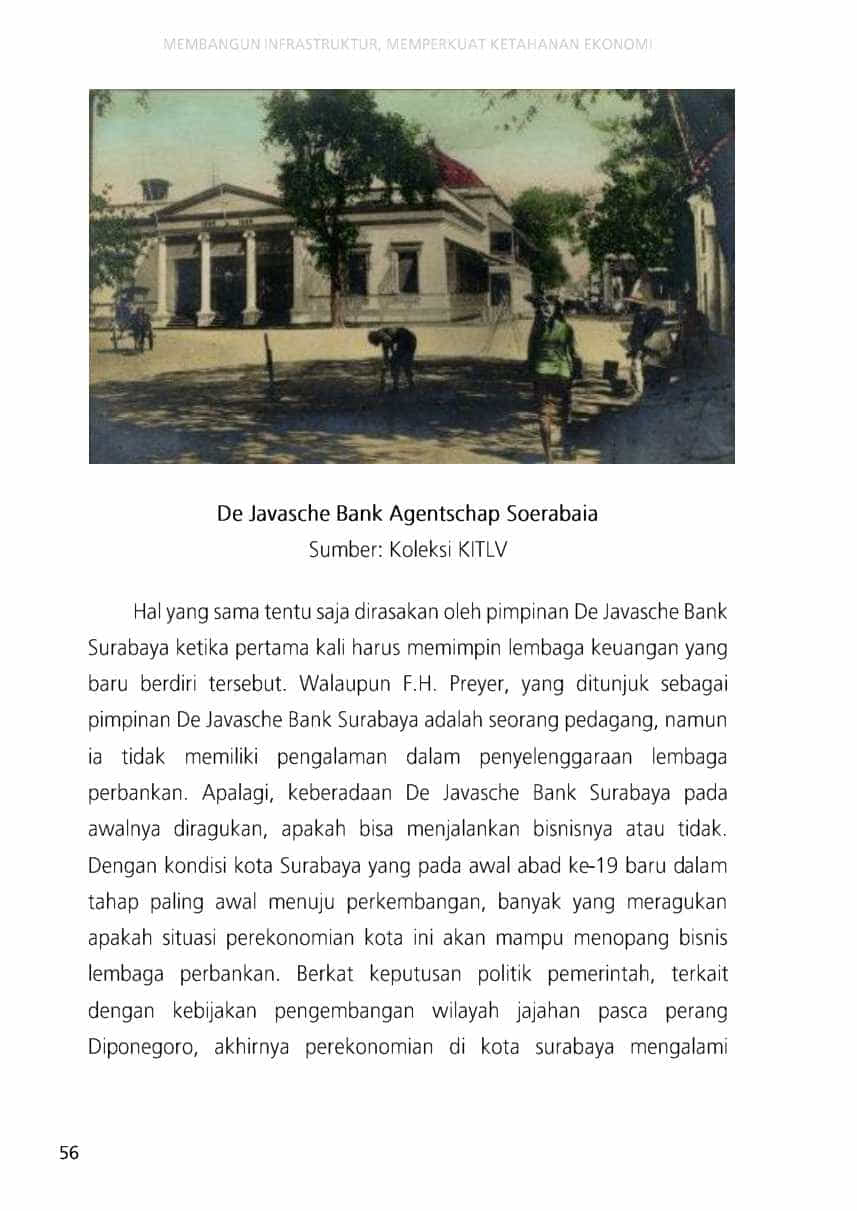 MEMBANGUN INFRASTRUKTUR, MEMPERKUAT KETAHANAN EKONOMI
De Javasche Bank Agentschap Soerabaia
Sumber: Koleksi KITLV
Hal yang sama tentu saja dirasakan oleh pimpinan De Javasche Bank
Surabaya ketika pertama kali harus memimpin lembaga keuangan yang
baru berdiri tersebut. Walaupun F.H. Preyer, yang ditunjuk sebagai
pimpinan De Javasche Bank Surabaya adalah seorang pedagang, namun
ia tidak memiliki pengalaman dalam penyelenggaraan lembaga
perbankan. Apalagi, keberadaan De Javasche Bank Surabaya pada
awalnya diragukan, apakah bisa menjalankan bisnisnya atau tidak.
Dengan kondisi kota Surabaya yang pada awal abad ke-19 baru dalam
tahap paling awal menuju perkembangan, banyak yang meragukan
apakah situasi perekonomian kota ini akan mampu menopang bisnis
lembaga perbankan. Berkat keputusan politik pemerintah, terkait
dengan kebijakan pengembangan wilayah jajahan pasca perang
Diponegoro, akhirnya perekonomian di kota surabaya mengalami
56